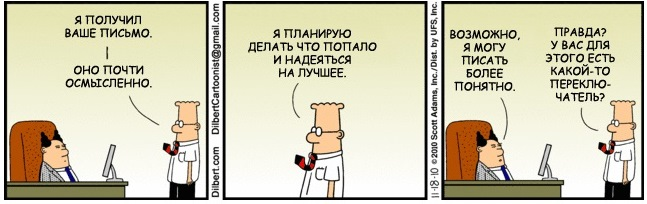 Я ПОЛУЧИЛ
ВАШЕ ПИСЬМО.
ОНО ПОЧТИ
ОСМЫСЛЕННО.
Dilbert.com DilbertCartoonist@gmail.com
Я ПЛАНИРУЮ
ДЕЛАТЬ ЧТО ПОПАЛО
И НАДЕЯТЬСЯ
НА ЛУЧШЕЕ.
11-18-10 ©2010 Scott Adams, Inc./Dist. by UFS, Inc.
ВОЗМОЖНО,
Я МОГУ
ПИСАТЬ
БОЛЕЕ
ПОНЯТНО.
ПРАВДА?
У ВАС ДЛЯ
ЭТОГО ЕСТЬ
КАКОЙ-ТО
ПЕРЕКЛЮ-
ЧАТЕЛЬ?